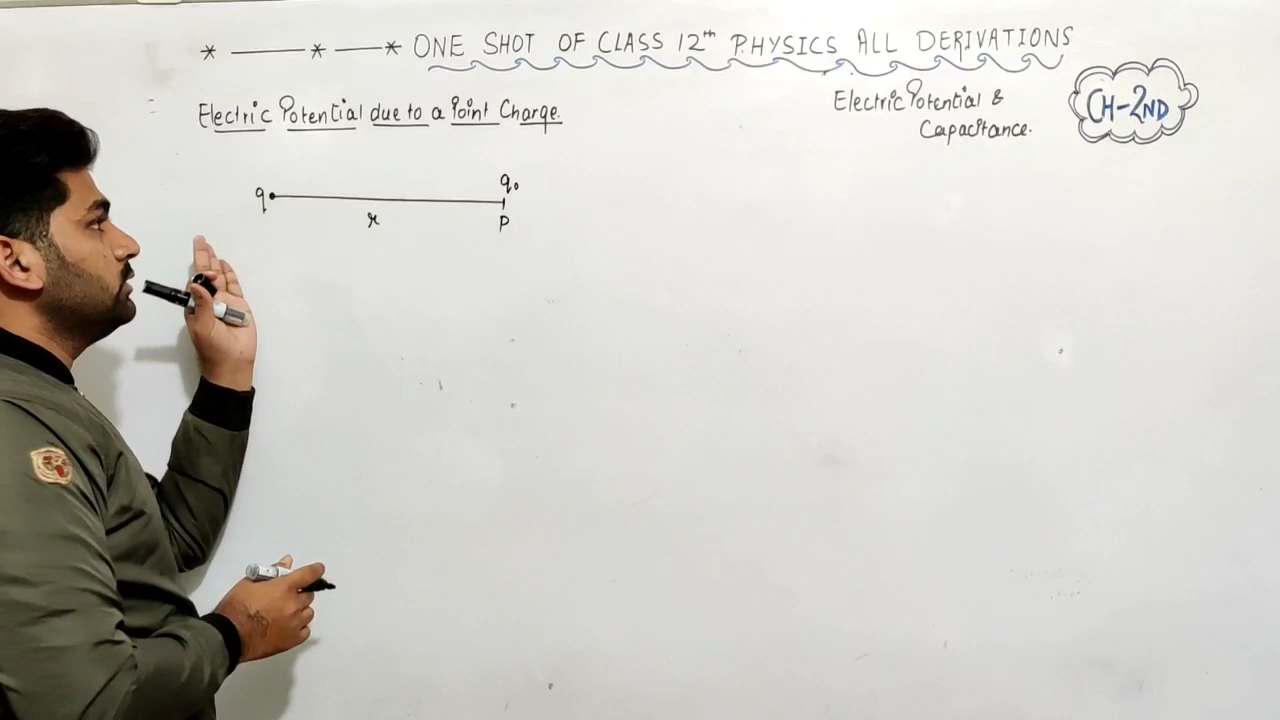 * —— * — * ONE SHOT OF CLASS 12th PHYSICS ALL DERIVATIONS
Electric Potential &
Capacitance.
CH-2ND
Electric Potential due to a Point Charge.
q
q₀
r
P